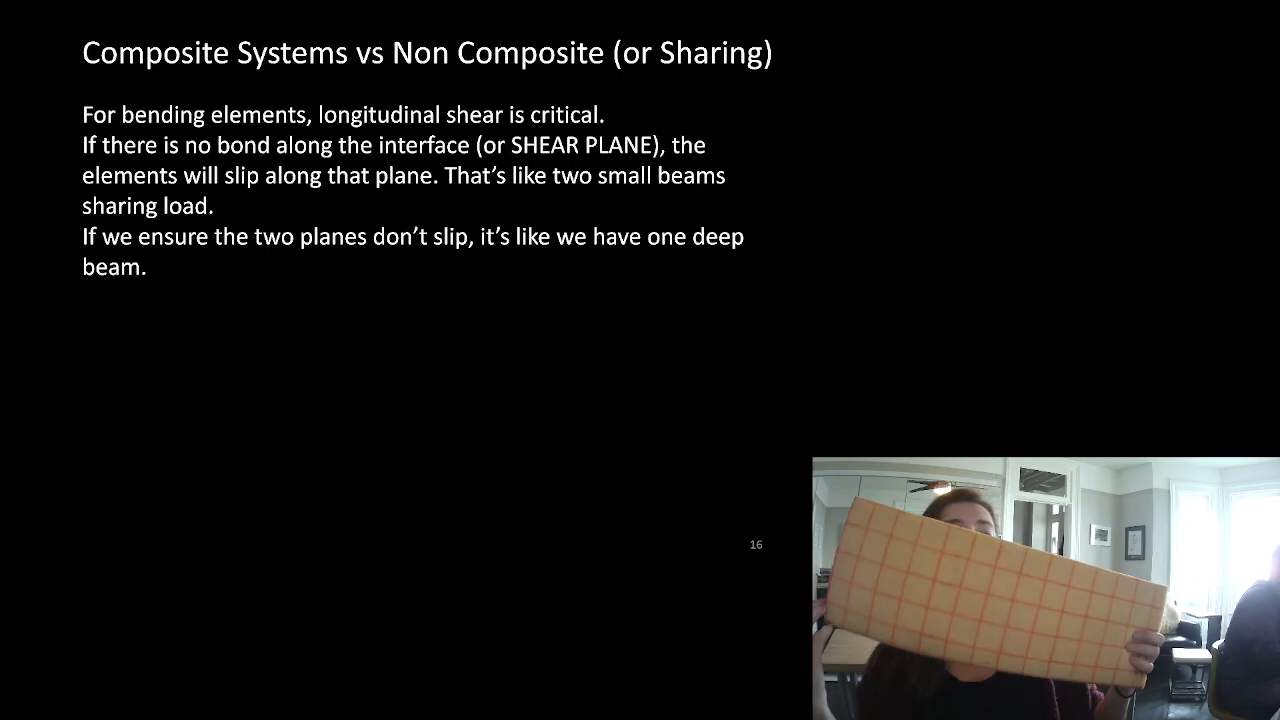 Composite Systems vs Non Composite (or Sharing)
For bending elements, longitudinal shear is critical.
If there is no bond along the interface (or SHEAR PLANE), the
elements will slip along that plane. That’s like two small beams
sharing load.
If we ensure the two planes don’t slip, it’s like we have one deep
beam.
16